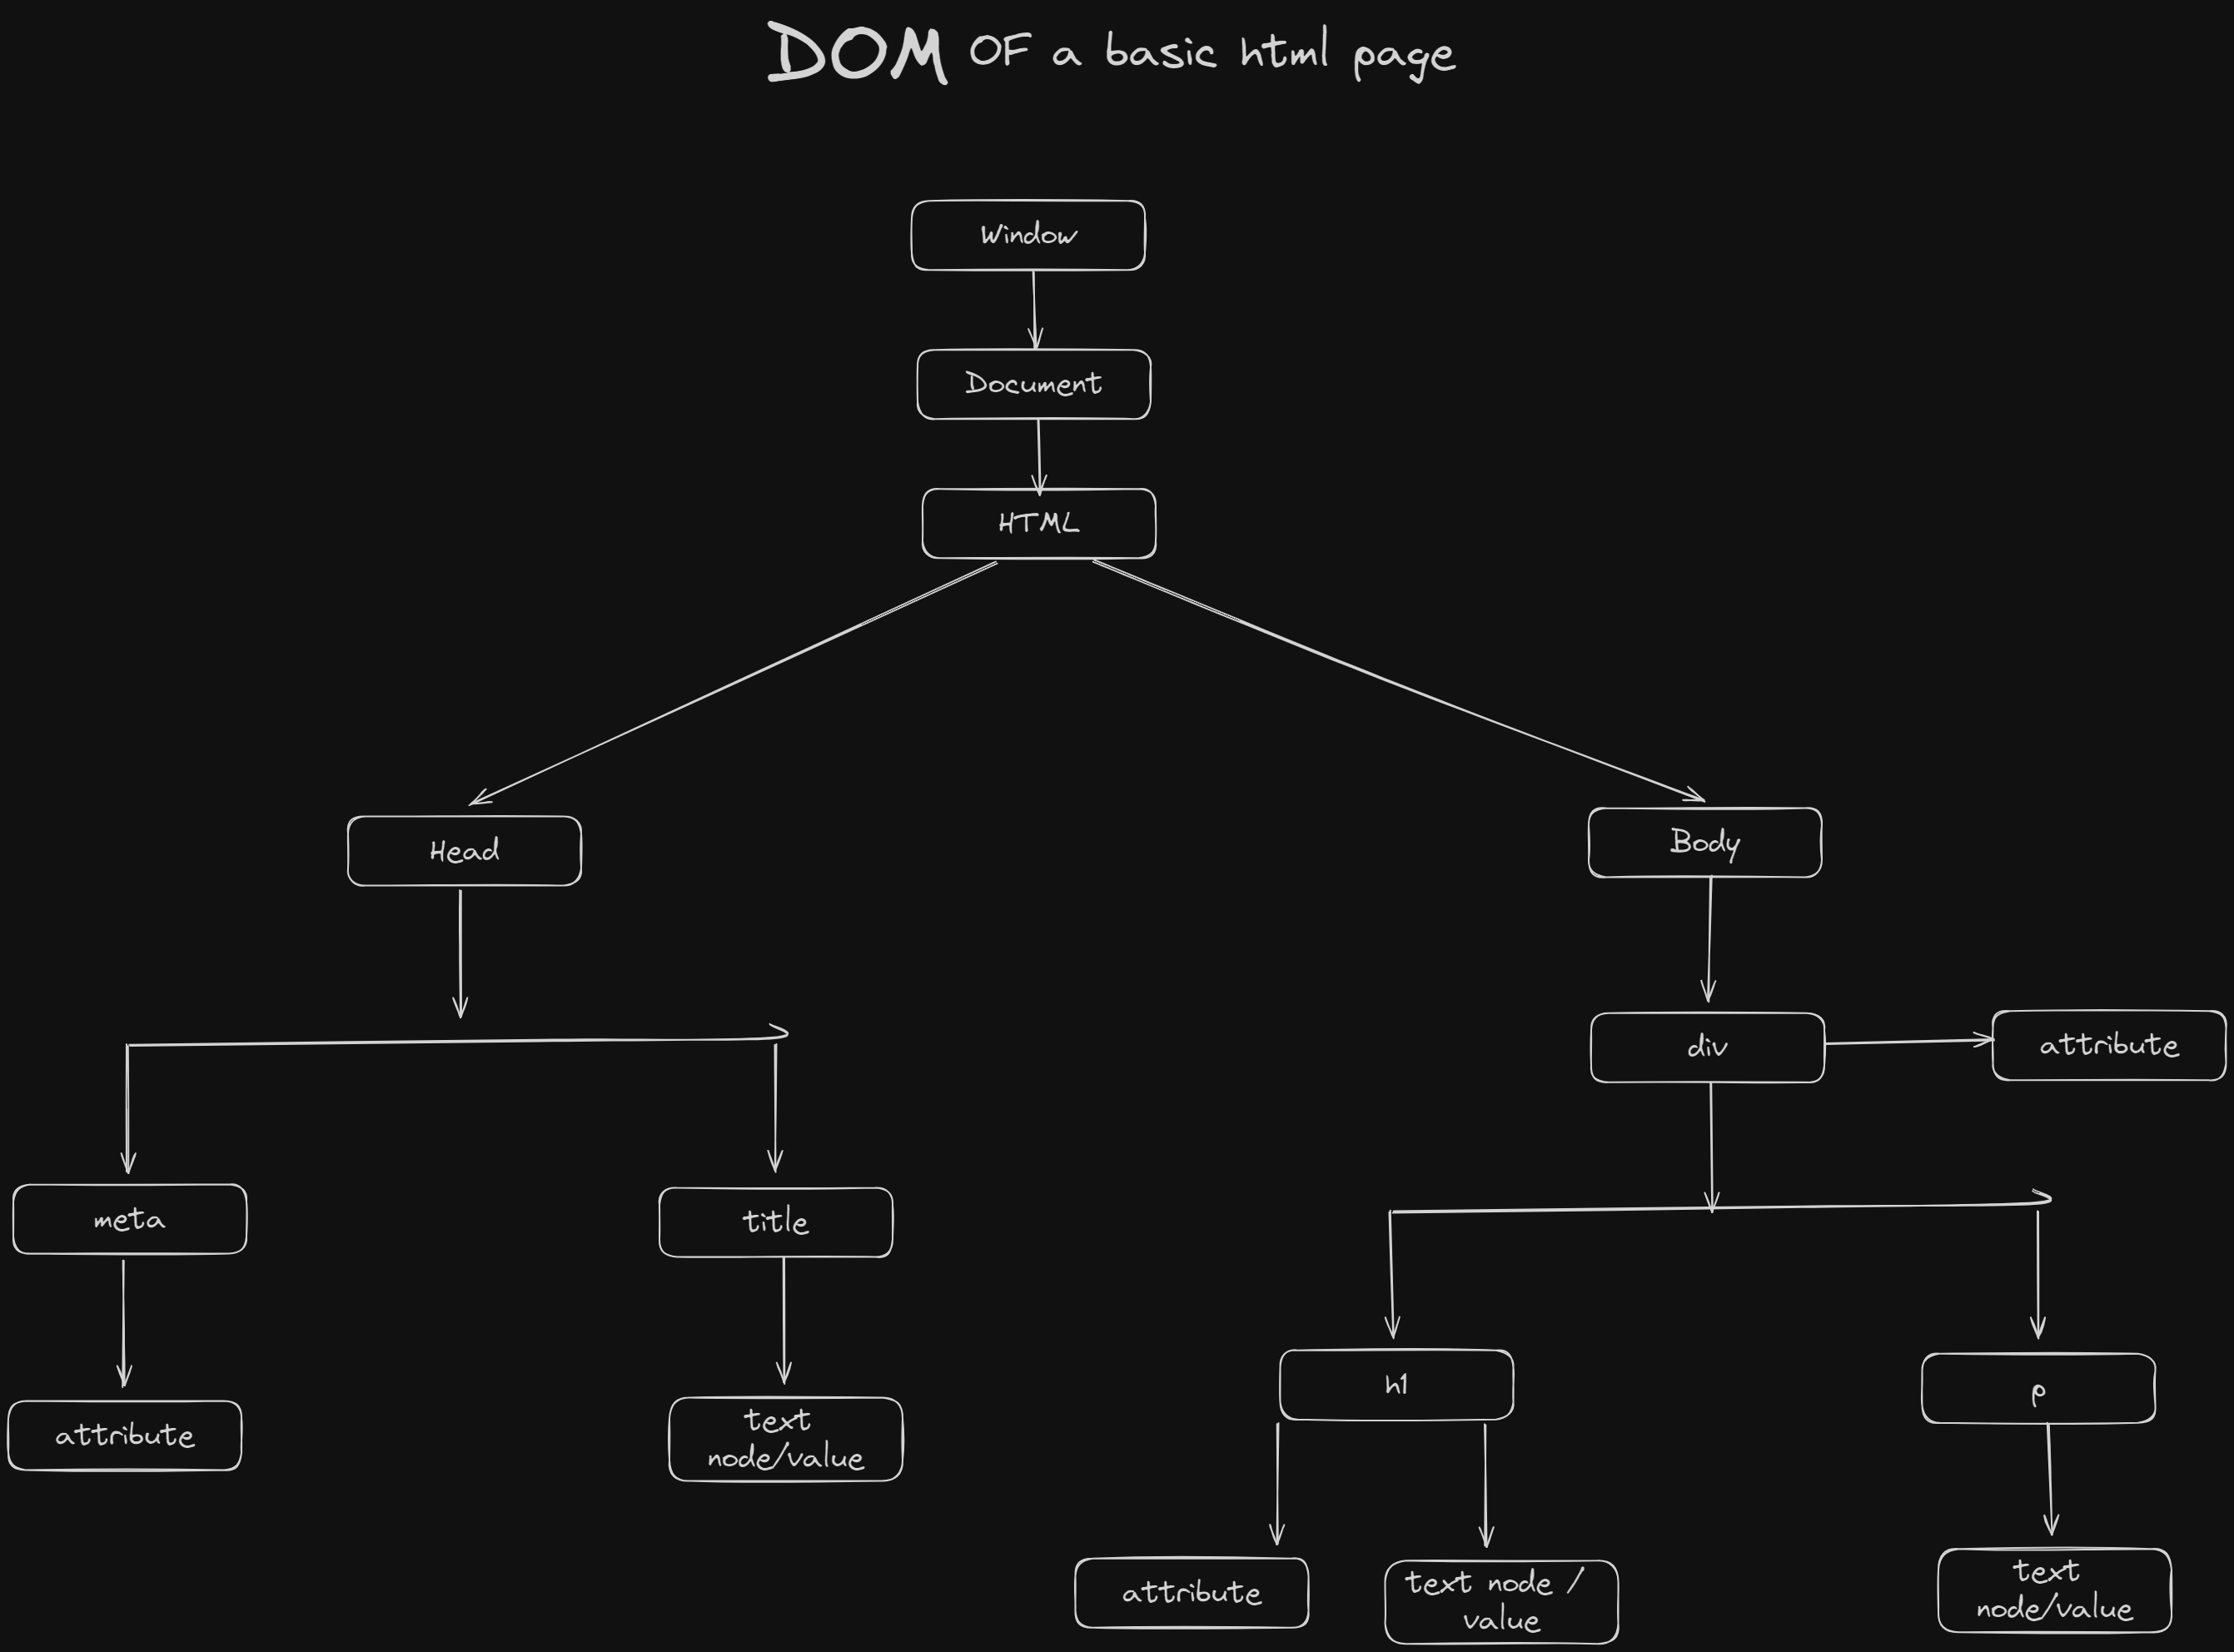 DOM OF a basic html page
Window
Document
HTML
Head
Body
div
attribute
meta
title
h1
p
attribute
text
node/value
attribute
text node /
value
text
node/value